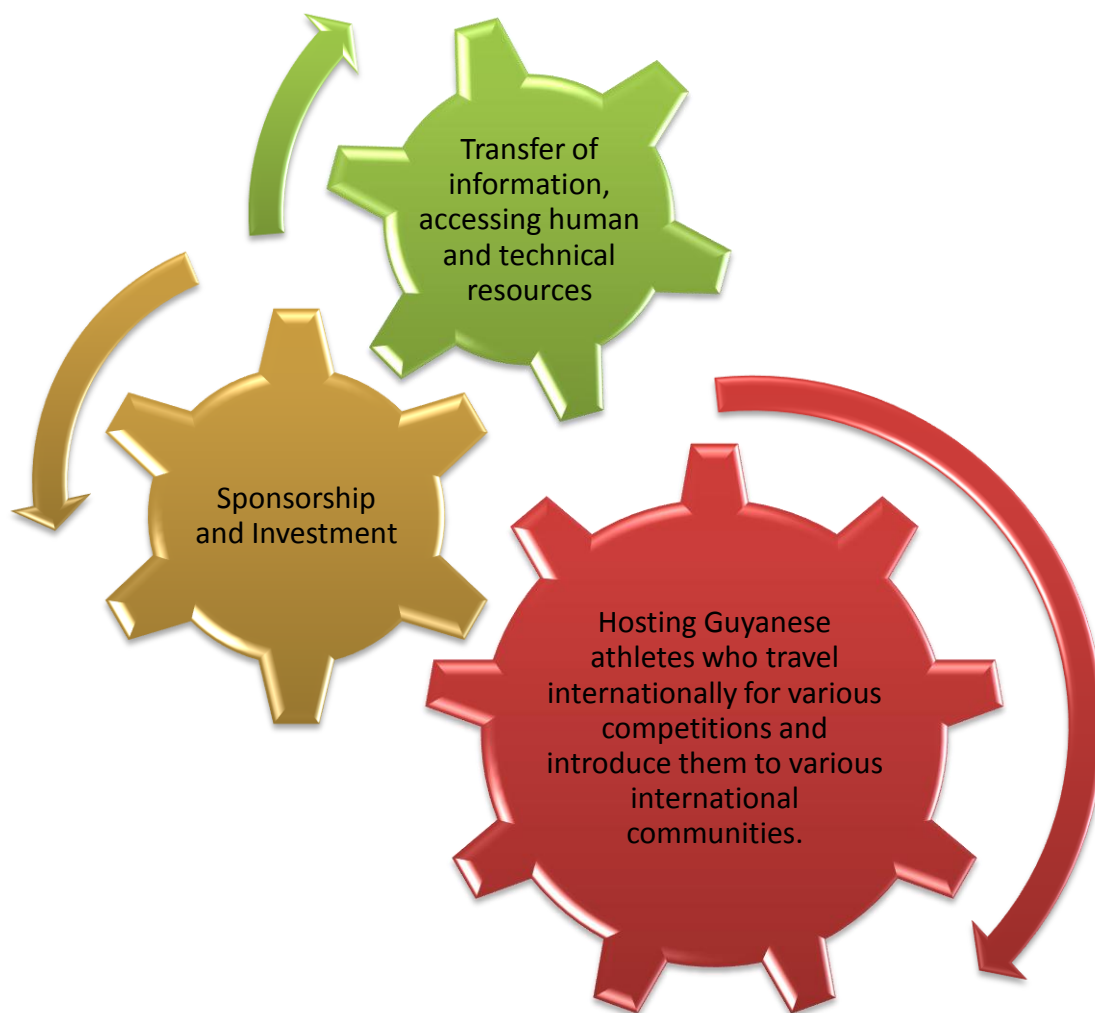 Transfer of
information,
accessing human
and technical
resources
Sponsorship
and Investment
Hosting Guyanese
athletes who travel
internationally for various
competitions and
introduce them to various
international
communities.